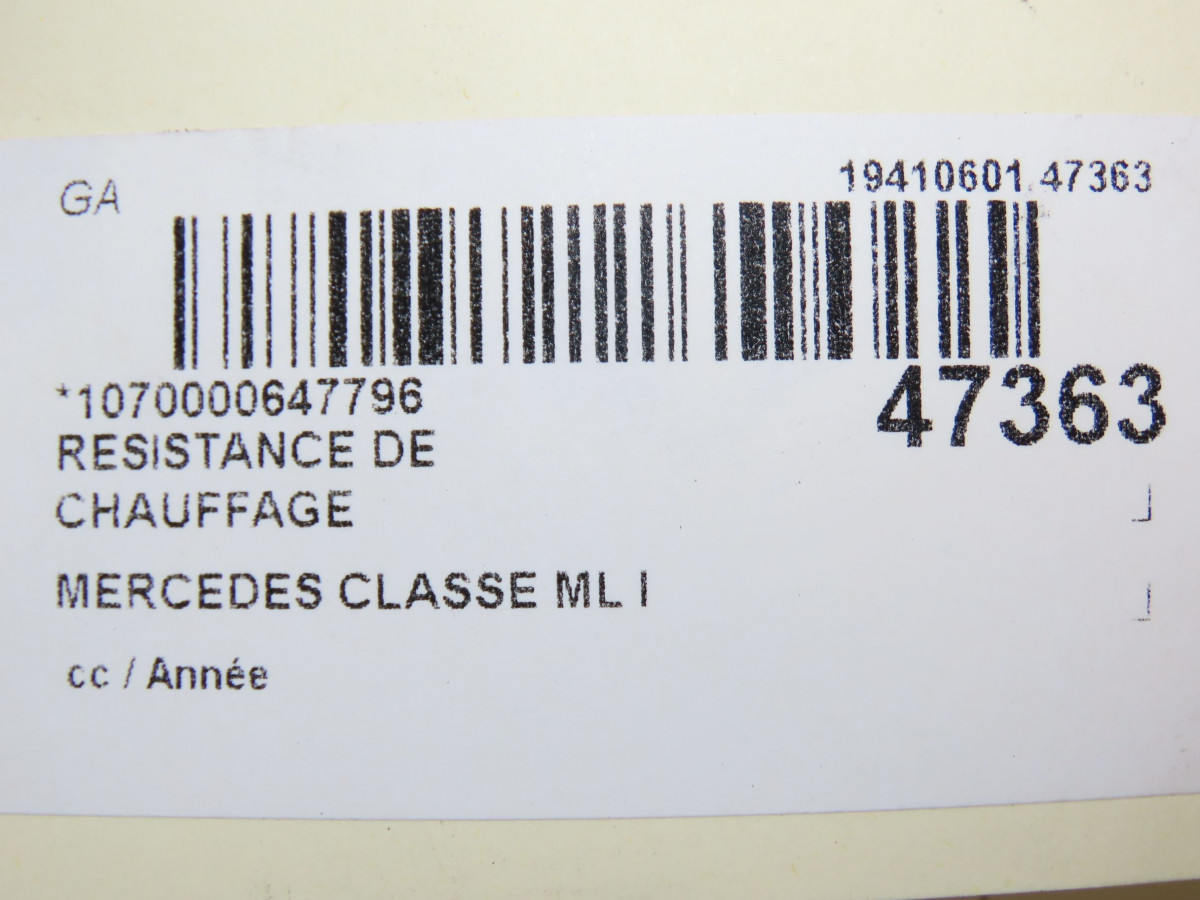 GA
19410601 47363
*1070000647796
47363
RESISTANCE DE
CHAUFFAGE
MERCEDES CLASSE ML I
cc / Année